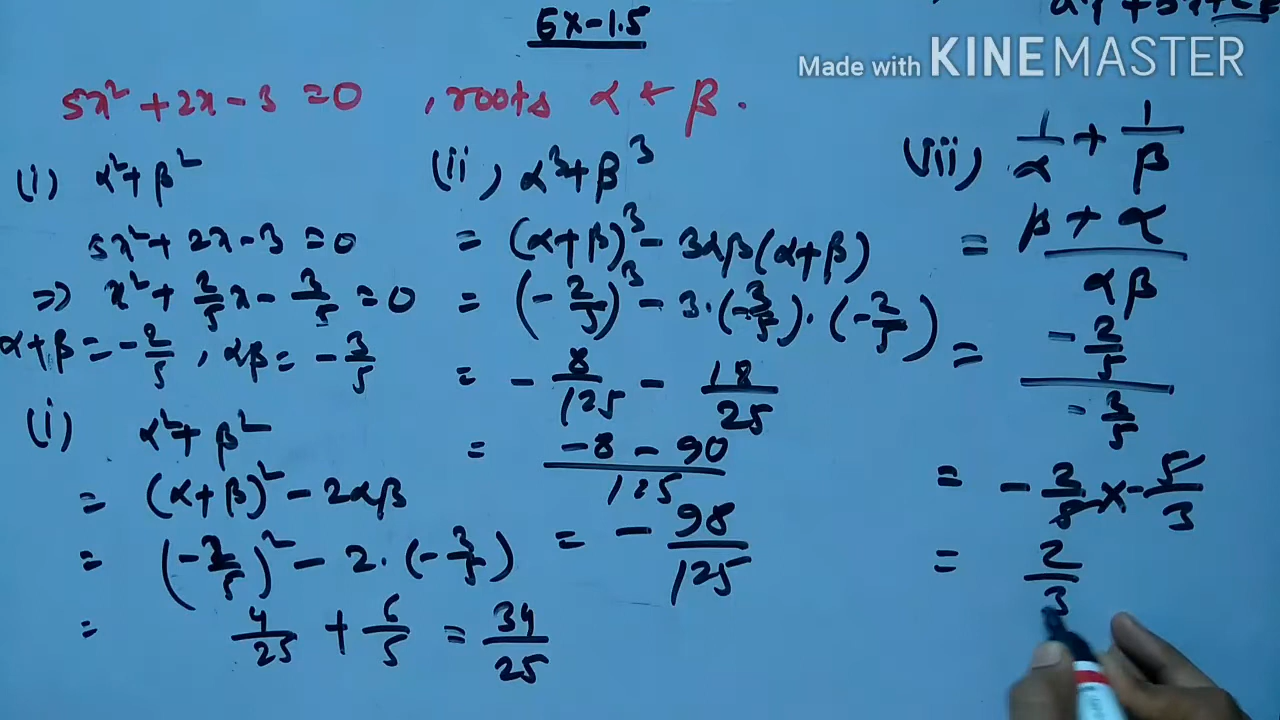 Ex-1.5
Made with KINEMASTER
5x² + 2x - 3 = 0 , roots α & β.
(i) α² + β²
5x² + 2x - 3 = 0
⇒ x² + 2/5 x - 3/5 = 0
α + β = - 2/5 , αβ = - 3/5
(i) α² + β²
= (α + β)² - 2αβ
= (- 2/5)² - 2 · (- 3/5)
= 4/25 + 6/5 = 34/25
(ii) α³ + β³
= (α + β)³ - 3αβ(α + β)
= (- 2/5)³ - 3 · (- 3/5) · (- 2/5)
= - 8/125 - 18/25
= -8 - 90 / 125
= - 98/125
(vii) 1/α + 1/β
= β + α / αβ
= - 2/5 / - 3/5
= - 2/5 × - 5/3
= 2/3